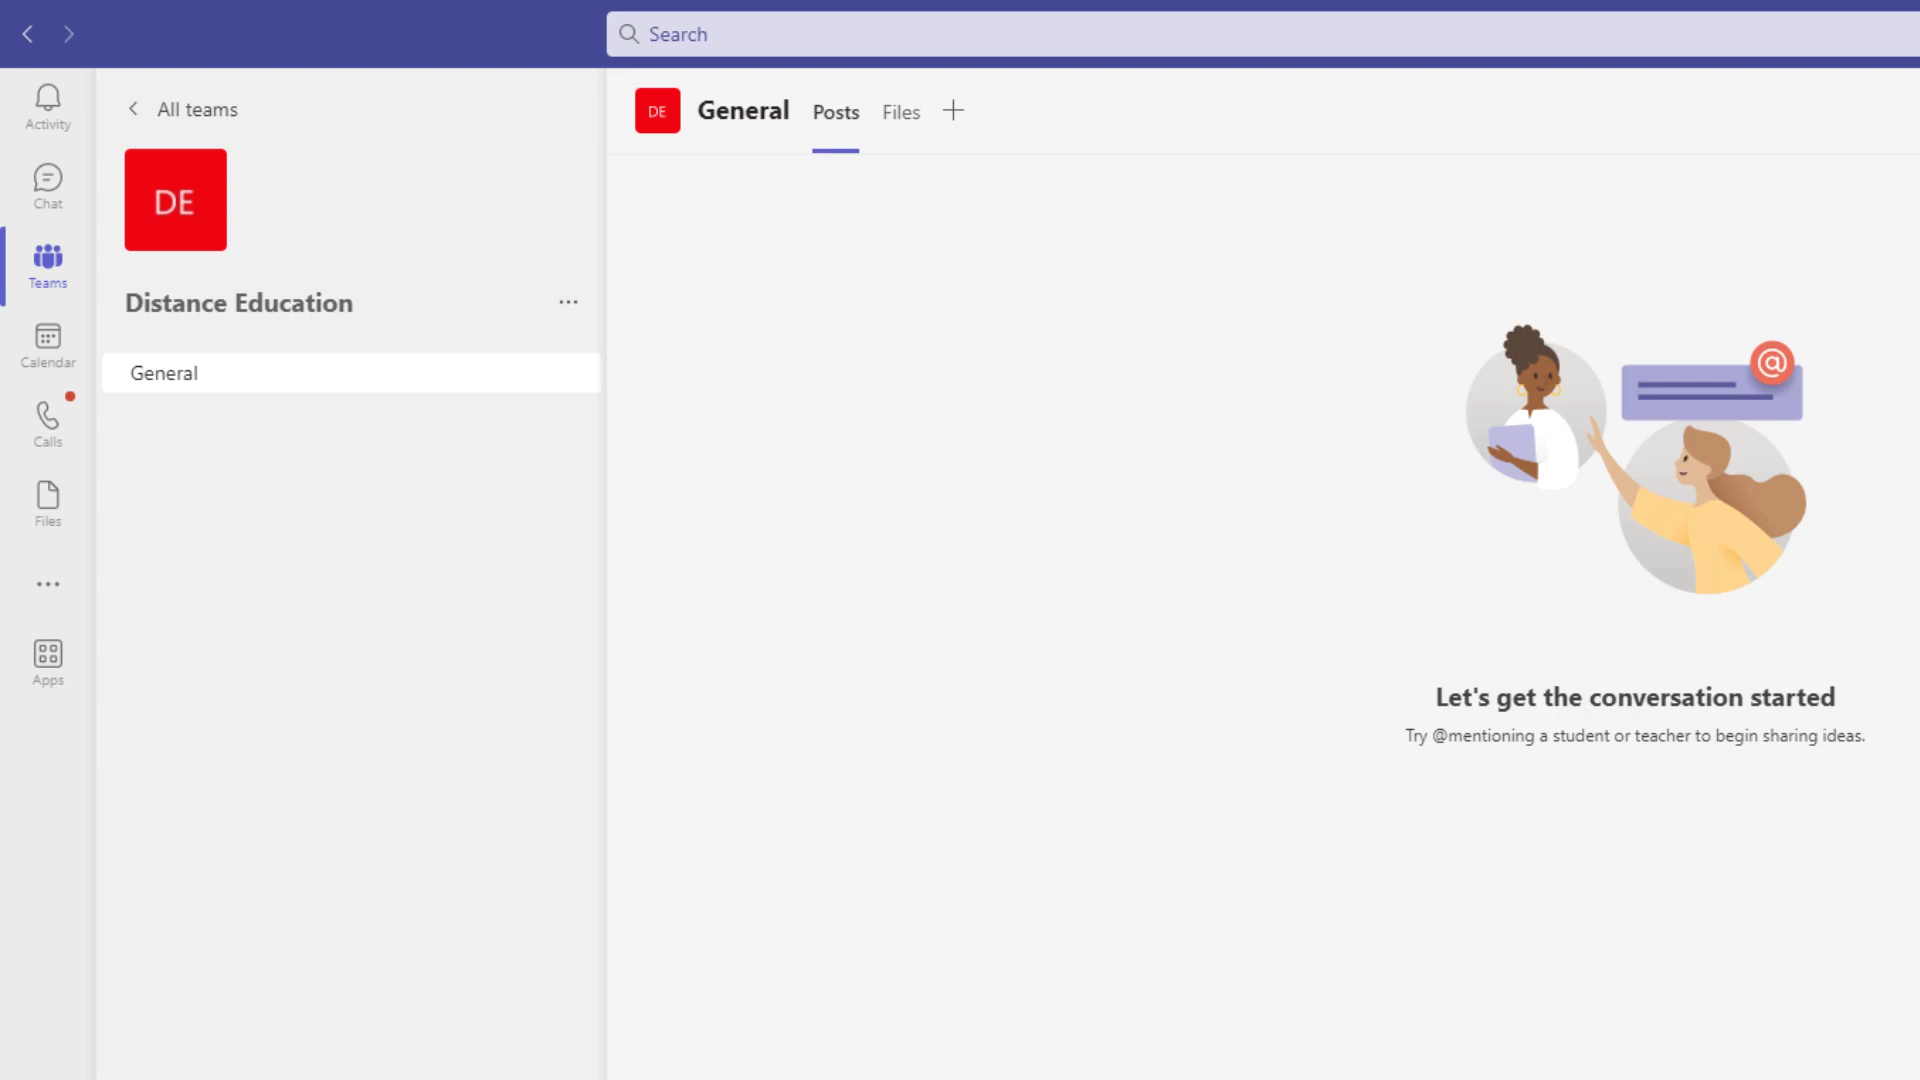 Search
Activity
Chat
Teams
Calendar
Calls
Files
Apps
All teams
DE
Distance Education
General
DE
General Posts Files
@
Let's get the conversation started
Try @mentioning a student or teacher to begin sharing ideas.